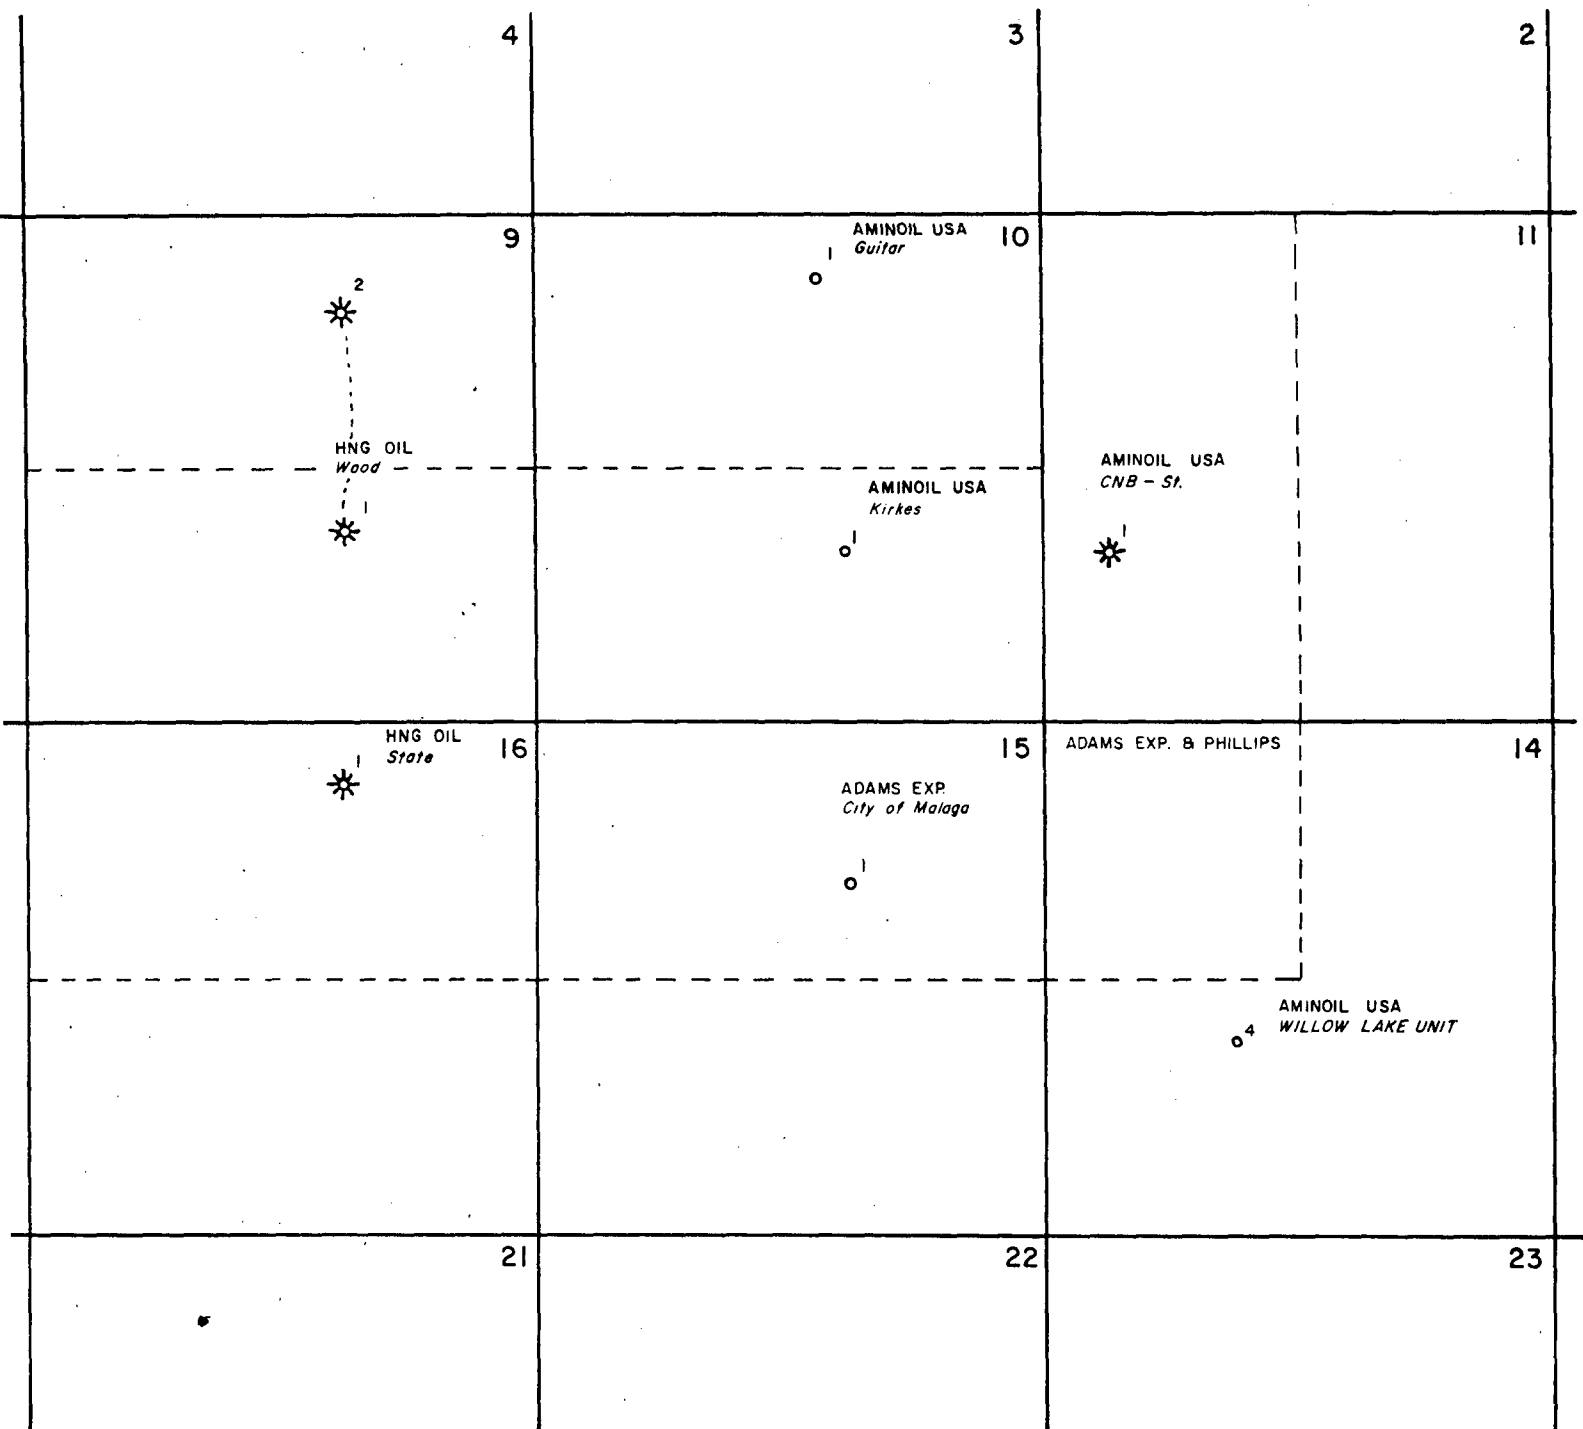 4
3
2
9
AMINOIL USA
Guitar
1
10
11
2
HNG OIL
Wood
1
AMINOIL USA
Kirkes
1
AMINOIL USA
CNB - St.
1
HNG OIL
State
1
16
15
ADAMS EXP. & PHILLIPS
14
ADAMS EXP.
City of Malaga
1
AMINOIL USA
WILLOW LAKE UNIT
4
21
22
23